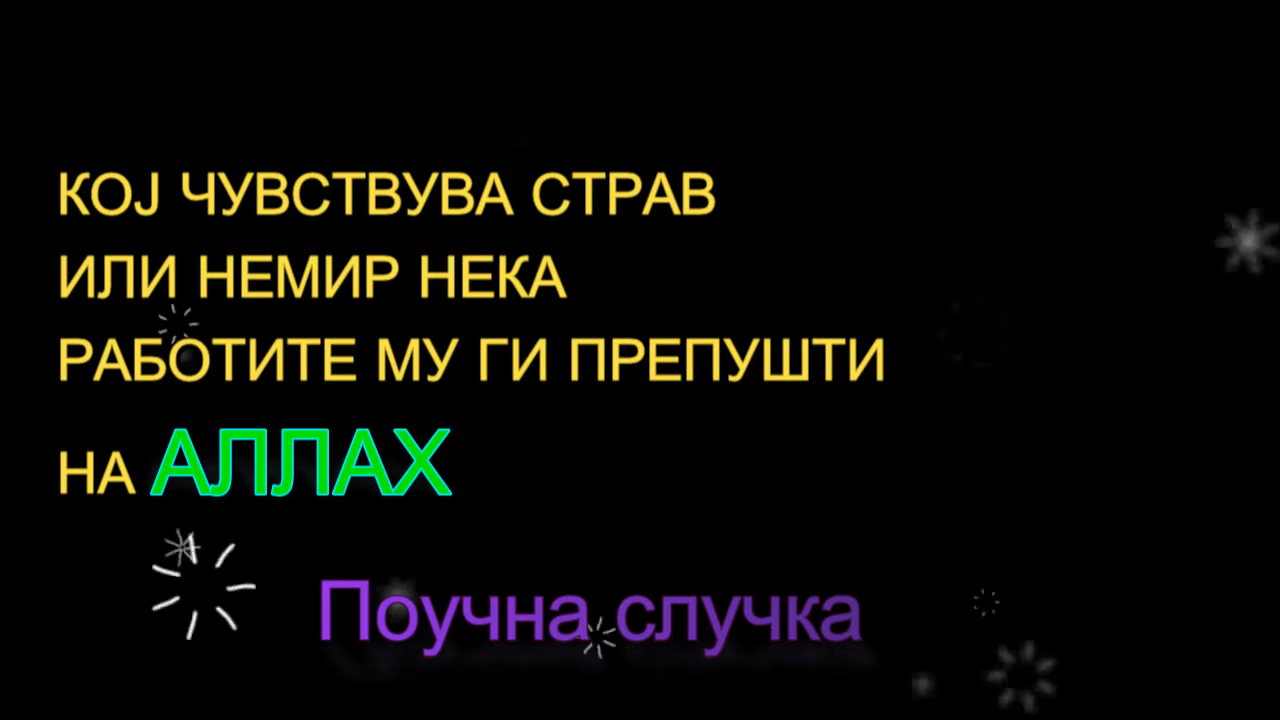 КОЈ ЧУВСТВУВА СТРАВ
ИЛИ НЕМИР НЕКА
РАБОТИТЕ МУ ГИ ПРЕПУШТИ
НА АЛЛАХ
Поучна случка